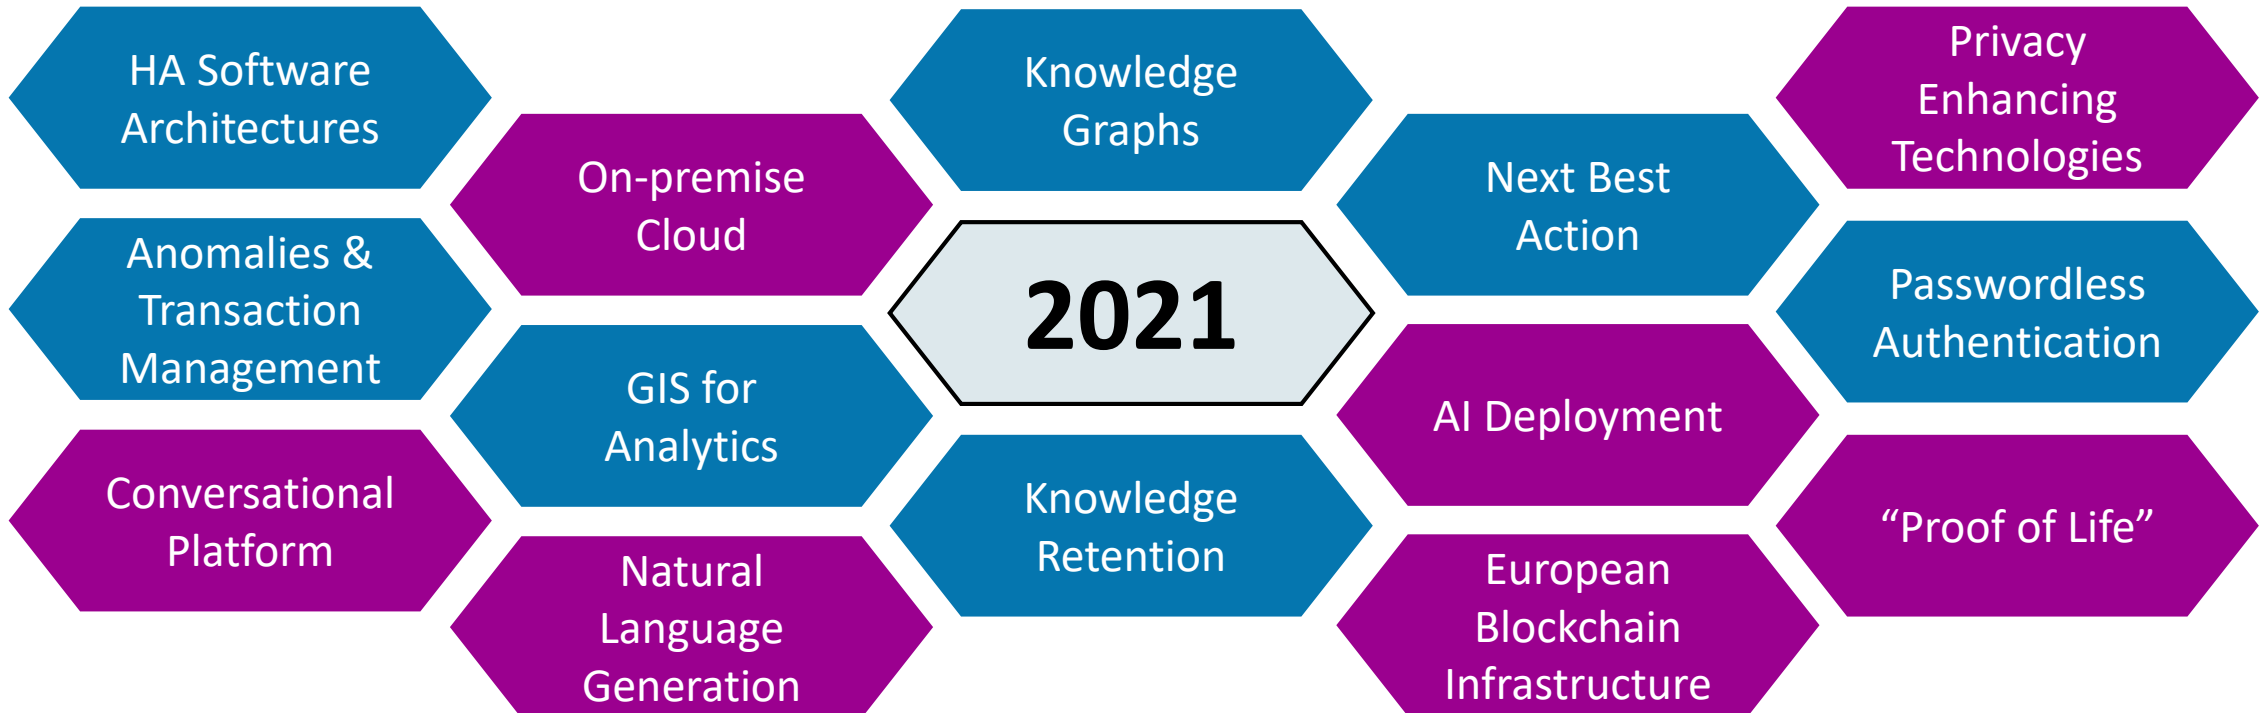 HA Software
Architectures
Anomalies &
Transaction
Management
Conversational
Platform
On-premise
Cloud
GIS for
Analytics
Natural
Language
Generation
Knowledge
Graphs
2021
Knowledge
Retention
Next Best
Action
AI Deployment
European
Blockchain
Infrastructure
Privacy
Enhancing
Technologies
Passwordless
Authentication
“Proof of Life”